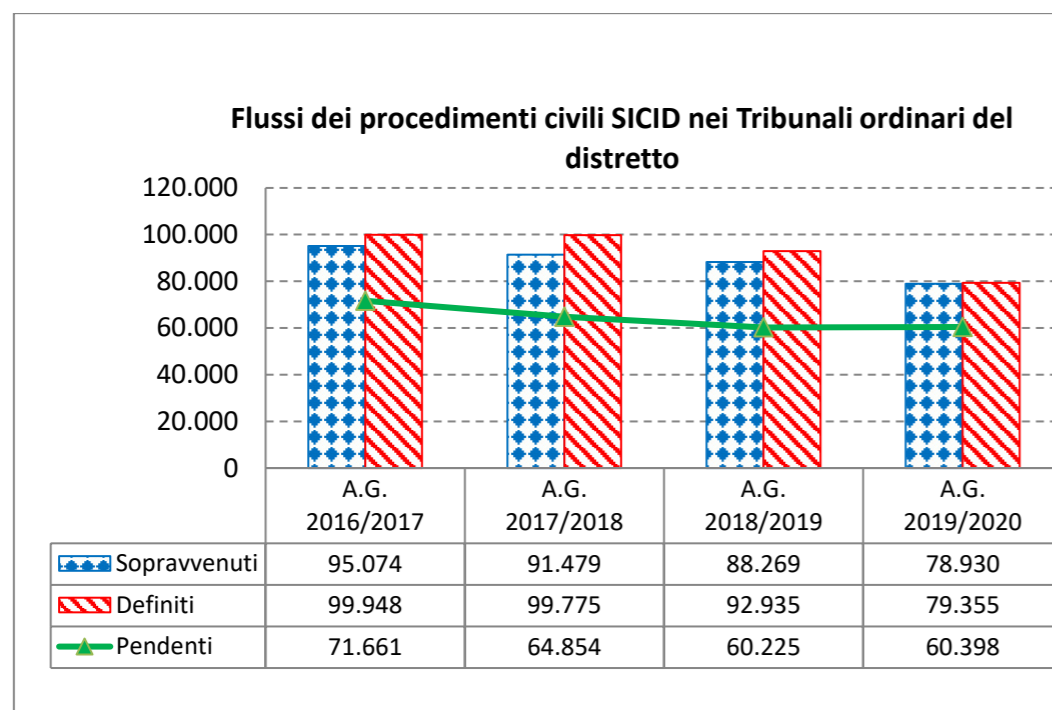 Flussi dei procedimenti civili SICID nei Tribunali ordinari del
distretto
120.000
100.000
80.000
60.000
40.000
20.000
0
A.G. A.G. A.G. A.G.
2016/2017 2017/2018 2018/2019 2019/2020
Sopravvenuti 95.074 91.479 88.269 78.930
Definiti 99.948 99.775 92.935 79.355
Pendenti 71.661 64.854 60.225 60.398